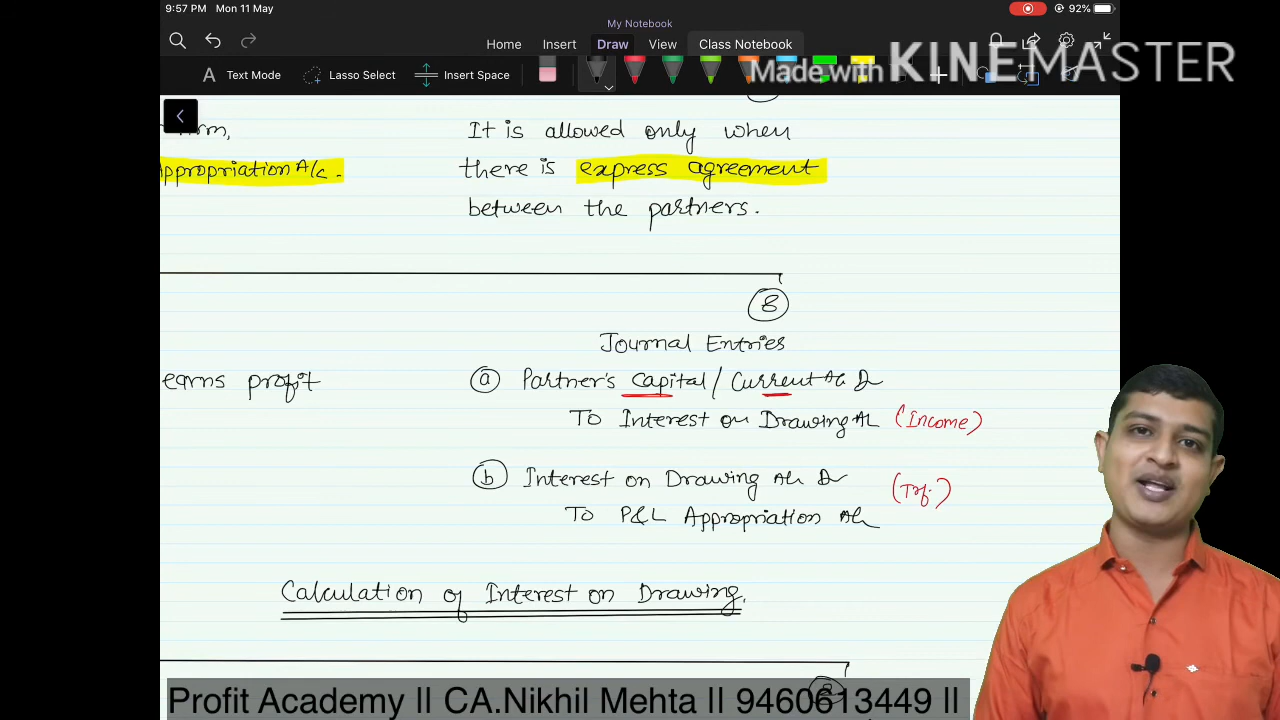 9:57 PM Mon 11 May
92%
My Notebook
Home Insert Draw View Class Notebook
Text Mode Lasso Select Insert Space
Made with KINEMASTER
It is allowed only when
ppropriation A/c.
there is express agreement
between the partners.
8
Journal Entries
earns profit
(a) Partner's Capital / Current A/c Dr
To Interest on Drawing A/c (Income)
(b) Interest on Drawing A/c Dr (Trf.)
To P&L Appropriation A/c
Calculation of Interest on Drawing.
Profit Academy ll CA.Nikhil Mehta ll 9460613449 ll